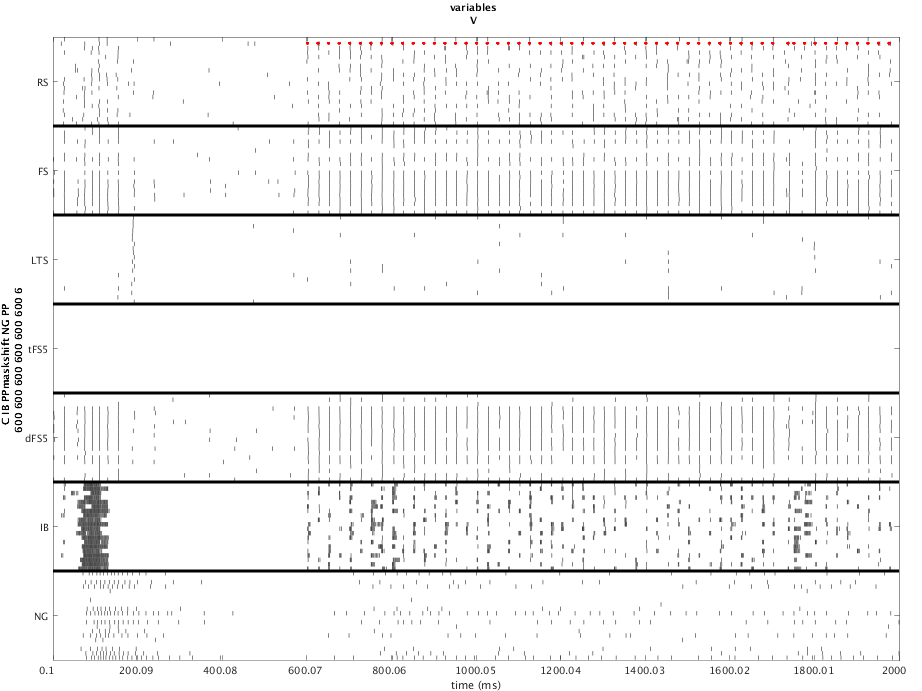 variables
V
RS
FS
LTS
tFS5
dFS5
IB
NG
C IB PPmaskshift NG PP
600 600 600 600 600 600 6
0.1 200.09 400.08 600.07 800.06 1000.05 1200.04 1400.03 1600.02 1800.01 2000
time (ms)